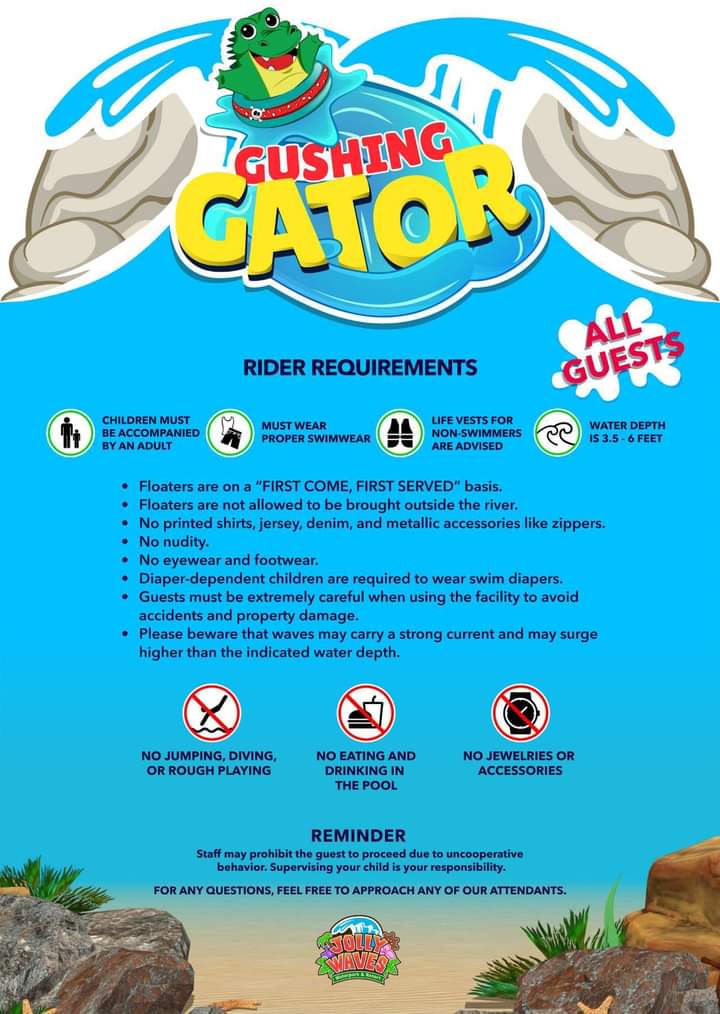 GUSHING
GATOR
ALL
GUESTS
RIDER REQUIREMENTS
CHILDREN MUST
BE ACCOMPANIED
BY AN ADULT
MUST WEAR
PROPER SWIMWEAR
LIFE VESTS FOR
NON-SWIMMERS
ARE ADVISED
WATER DEPTH
IS 3.5 - 6 FEET
• Floaters are on a “FIRST COME, FIRST SERVED” basis.
• Floaters are not allowed to be brought outside the river.
• No printed shirts, jersey, denim, and metallic accessories like zippers.
• No nudity.
• No eyewear and footwear.
• Diaper-dependent children are required to wear swim diapers.
• Guests must be extremely careful when using the facility to avoid
accidents and property damage.
• Please beware that waves may carry a strong current and may surge
higher than the indicated water depth.
NO JUMPING, DIVING,
OR ROUGH PLAYING
NO EATING AND
DRINKING IN
THE POOL
NO JEWELRIES OR
ACCESSORIES
REMINDER
Staff may prohibit the guest to proceed due to uncooperative
behavior. Supervising your child is your responsibility.
FOR ANY QUESTIONS, FEEL FREE TO APPROACH ANY OF OUR ATTENDANTS.
JOLLY
WAVES
Waterpark & Resort